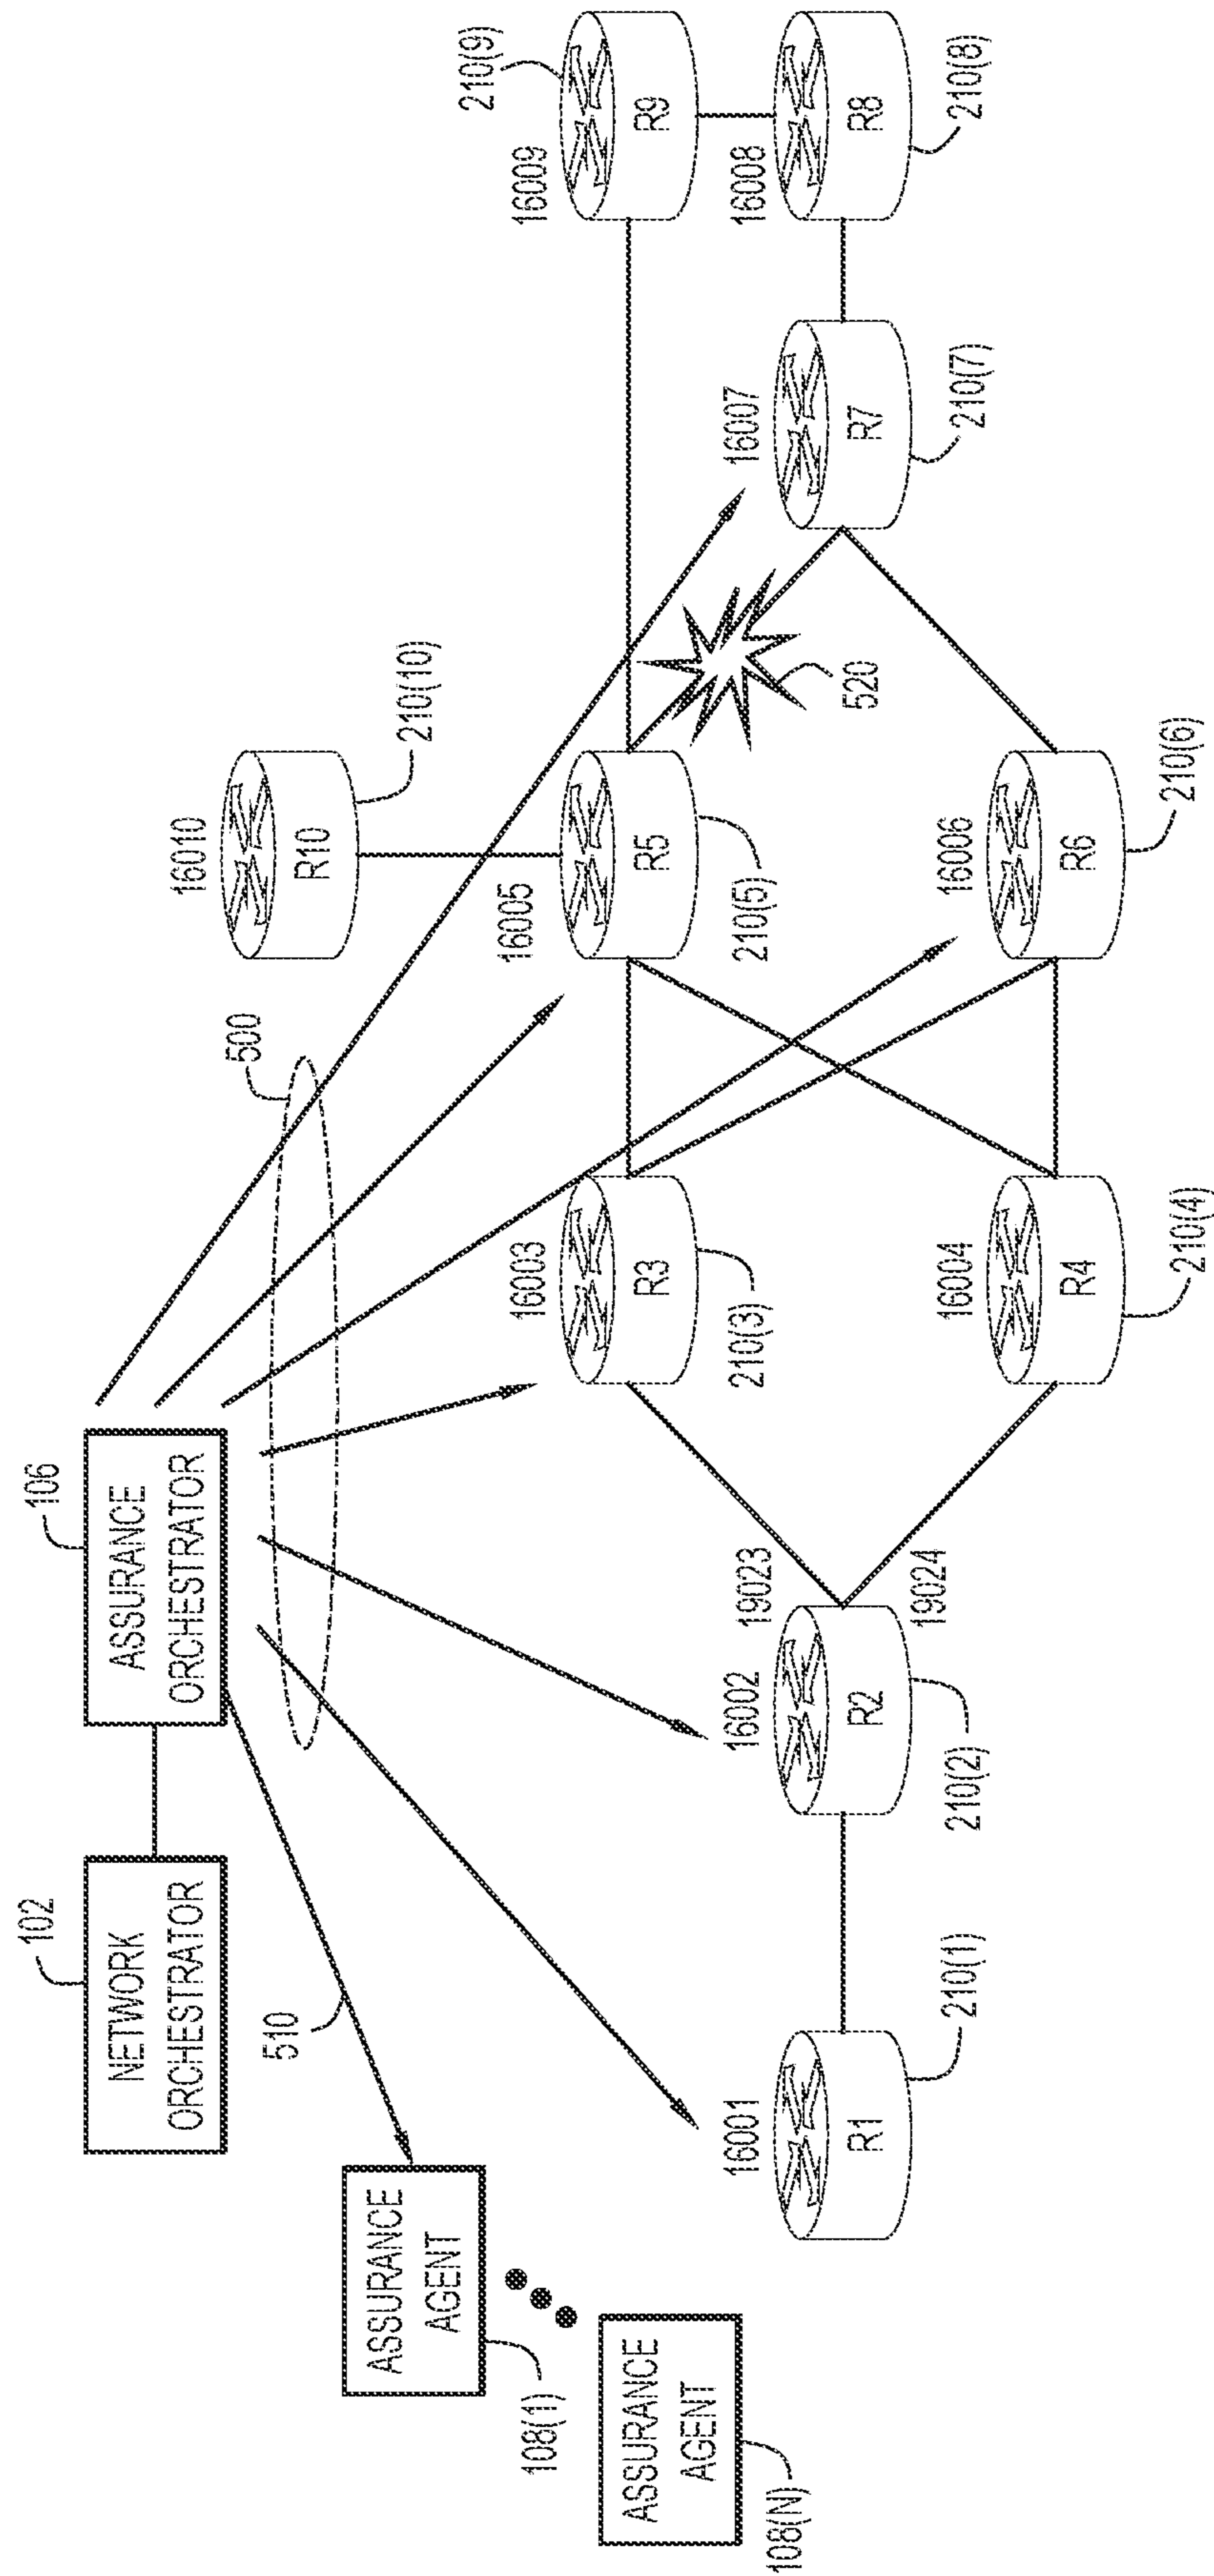 102
NETWORK
ORCHESTRATOR
106
ASSURANCE
ORCHESTRATOR
500
510
ASSURANCE
AGENT
108(1)
ASSURANCE
AGENT
108(N)
16010
R10
210(10)
16001
R1
210(1)
16002
R2
210(2)
19023
19024
16003
R3
210(3)
16004
R4
210(4)
16005
R5
210(5)
16006
R6
210(6)
520
16007
R7
210(7)
16008
R8
210(8)
16009
R9
210(9)